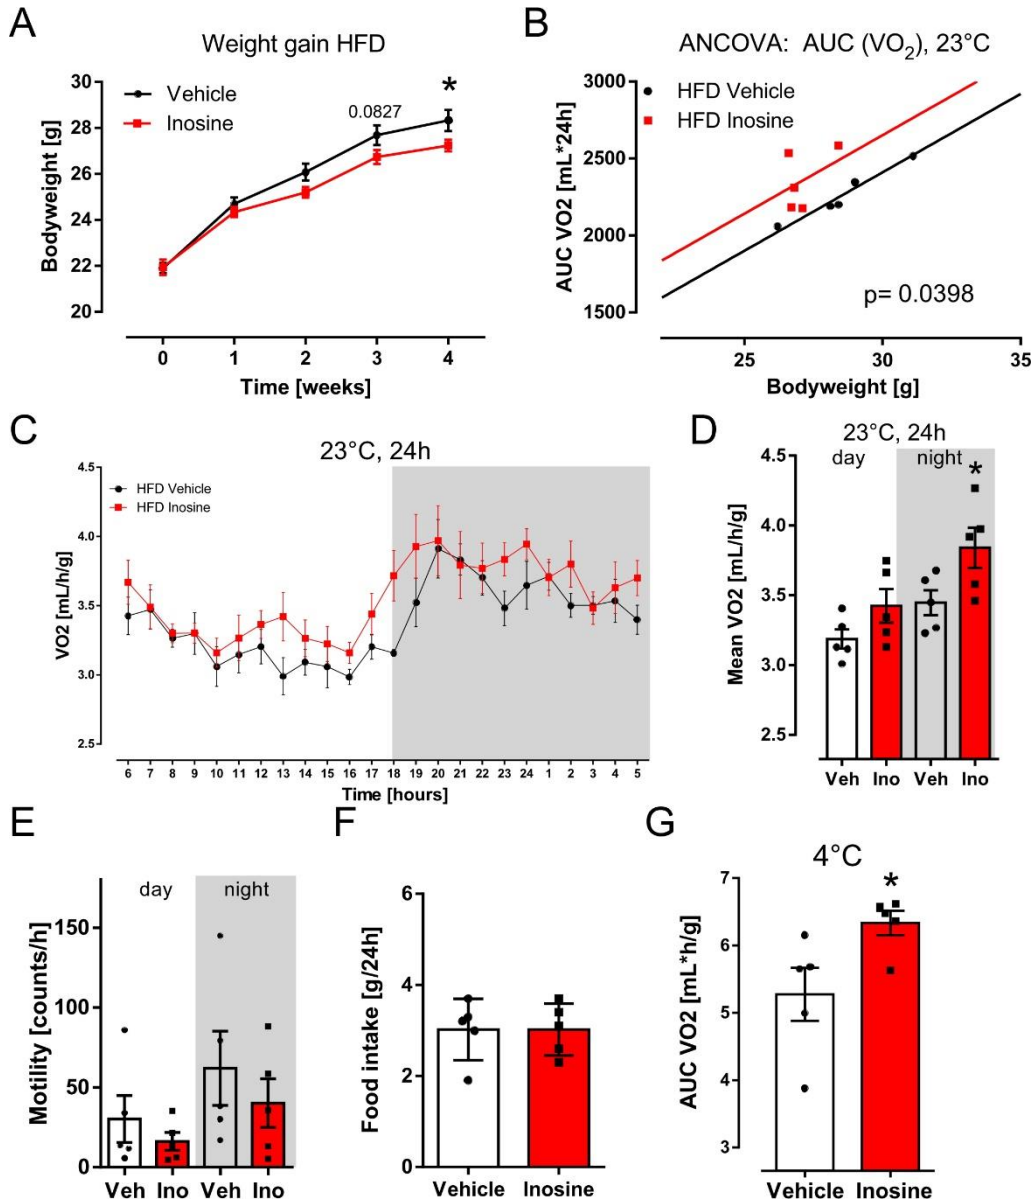 A
Weight gain HFD
Bodyweight [g]
30
28
26
24
22
20
Vehicle
Inosine
0.0827
*
0 1 2 3 4
Time [weeks]
B
ANCOVA: AUC (VO2), 23°C
AUC VO2 [mL*24h]
3000
2500
2000
1500
HFD Vehicle
HFD Inosine
p= 0.0398
25 30 35
Bodyweight [g]
C
23°C, 24h
VO2 [mL/h/g]
4.5
4.0
3.5
3.0
2.5
HFD Vehicle
HFD Inosine
6 7 8 9 10 11 12 13 14 15 16 17 18 19 20 21 22 23 24 1 2 3 4 5
Time [hours]
D
23°C, 24h
day night
*
Mean VO2 [mL/h/g]
4.5
4.0
3.5
3.0
2.5
Veh Ino Veh Ino
E
day night
Motility [counts/h]
150
100
50
0
Veh Ino Veh Ino
F
Food intake [g/24h]
6
4
2
0
Vehicle Inosine
G
4°C
*
AUC VO2 [mL*h/g]
7
6
5
4
3
Vehicle Inosine